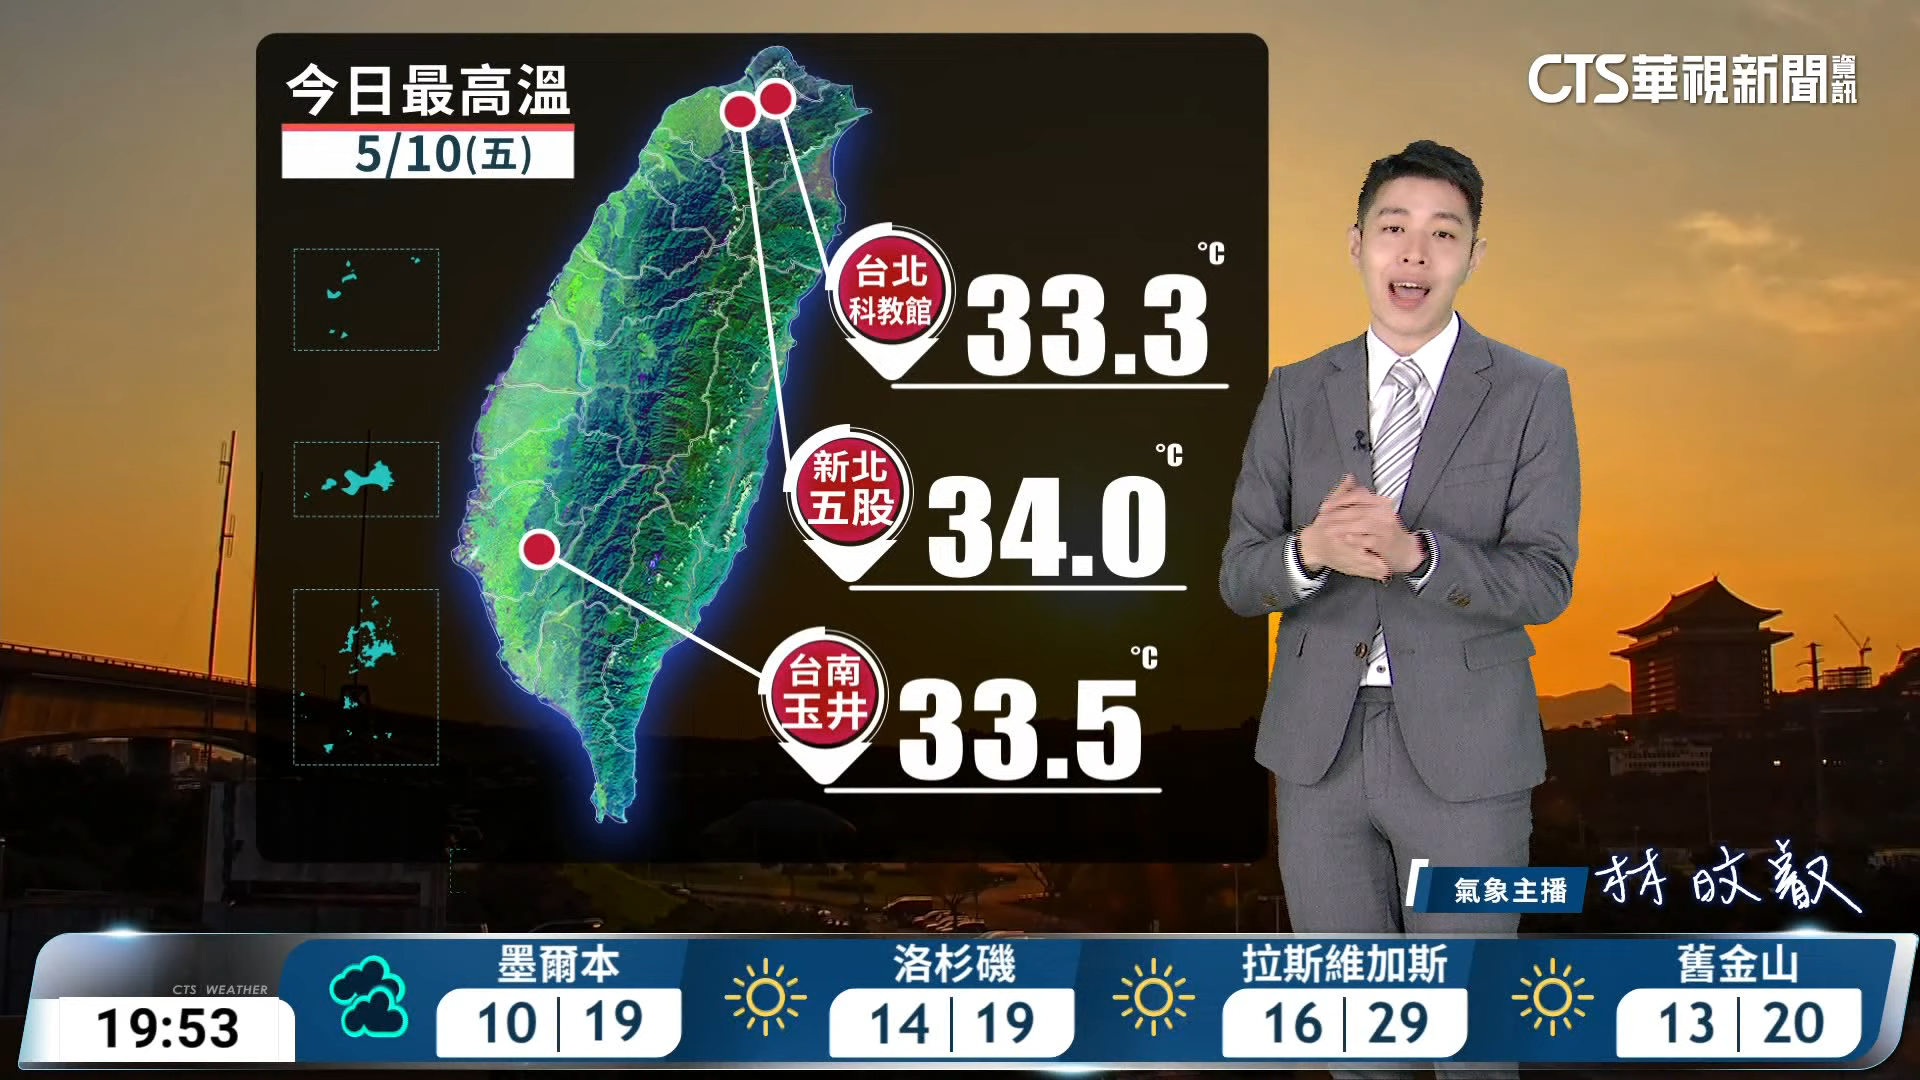 今日最高溫
5/10(五)
CTS華視新聞資訊
台北
科教館
33.3
°C
新北
五股
34.0
°C
台南
玉井
33.5
°C
氣象主播
林旼叡
CTS WEATHER
19:53
墨爾本
10 | 19
洛杉磯
14 | 19
拉斯維加斯
16 | 29
舊金山
13 | 20